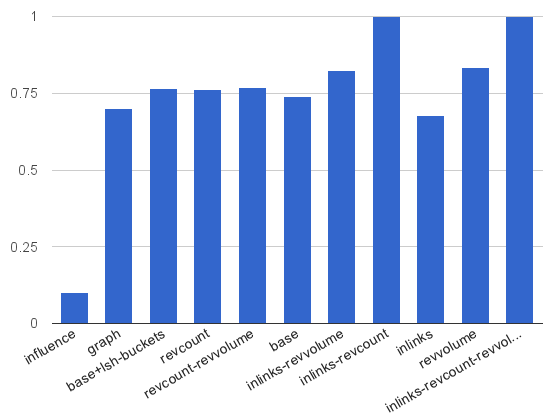 1
0.75
0.5
0.25
0
influence
graph
base+lsh-buckets
revcount
revcount-revvolume
base
inlinks-revvolume
inlinks-revcount
inlinks
revvolume
inlinks-revcount-revvol...